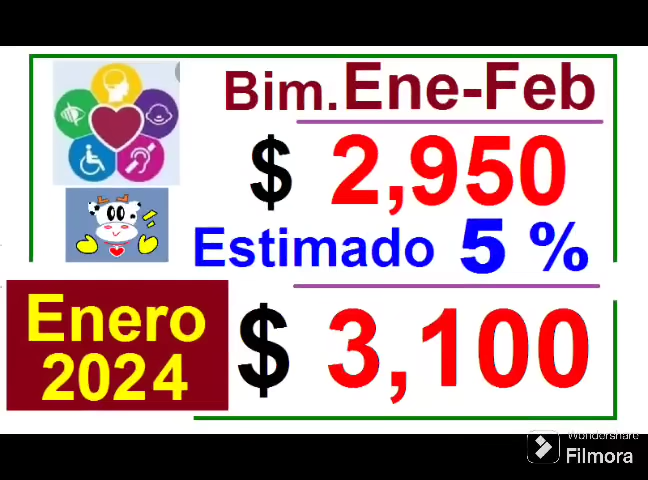 Bim. Ene-Feb
$ 2,950
Estimado 5 %
Enero
2024
$ 3,100
Wondershare
Filmora